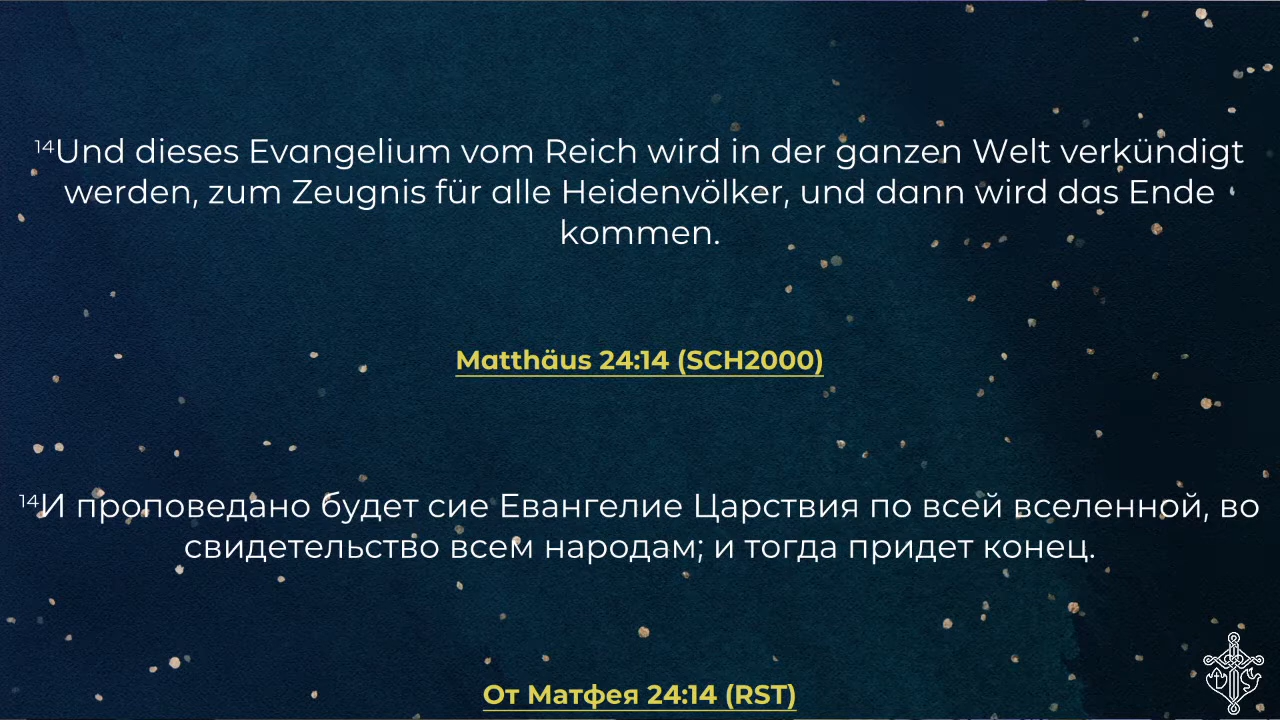 ¹⁴Und dieses Evangelium vom Reich wird in der ganzen Welt verkündigt
werden, zum Zeugnis für alle Heidenvölker, und dann wird das Ende
kommen.
Matthäus 24:14 (SCH2000)
¹⁴И проповедано будет сие Евангелие Царствия по всей вселенной, во
свидетельство всем народам; и тогда придет конец.
От Матфея 24:14 (RST)